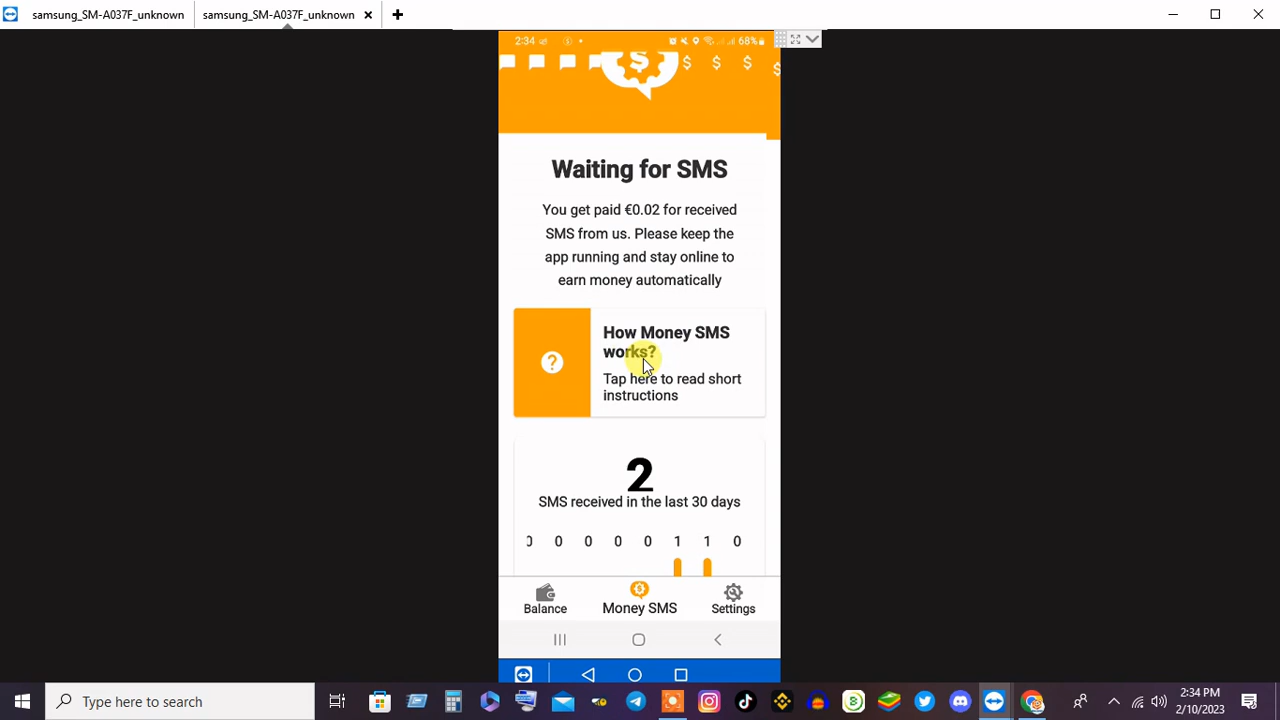 samsung_SM-A037F_unknown
samsung_SM-A037F_unknown
2:34
68%
Waiting for SMS
You get paid €0.02 for received
SMS from us. Please keep the
app running and stay online to
earn money automatically
How Money SMS
works?
Tap here to read short
instructions
2
SMS received in the last 30 days
0 0 0 0 0 1 1 0
Balance
Money SMS
Settings
Type here to search
2:34 PM
2/10/2023